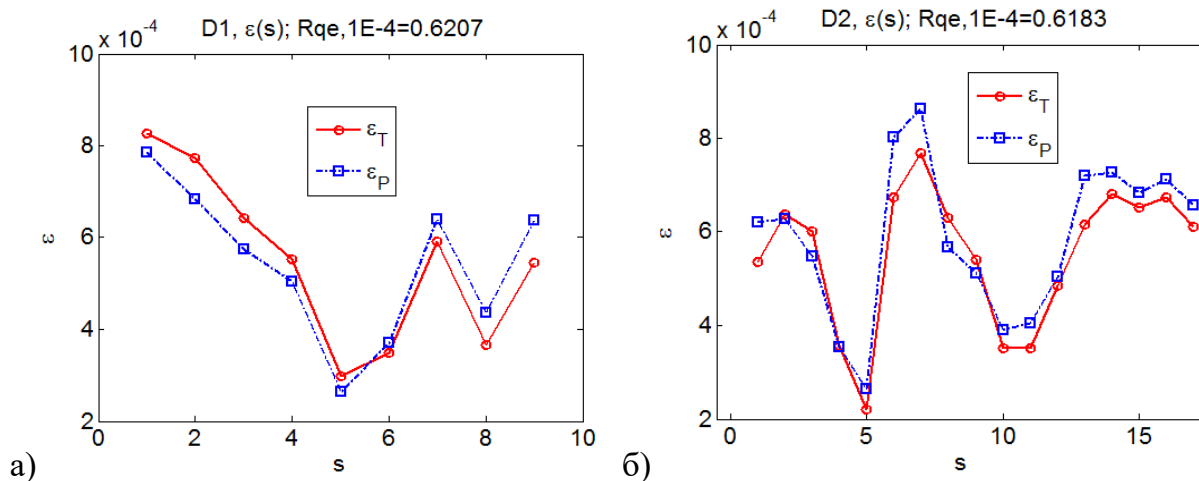 D1, ε(s); Rqe,1E-4=0.6207
x 10⁻⁴
10
8
6
4
2
ε
ε_T
ε_P
0 2 4 6 8 10
s
а)
D2, ε(s); Rqe,1E-4=0.6183
x 10⁻⁴
10
8
6
4
2
ε
ε_T
ε_P
0 5 10 15
s
б)